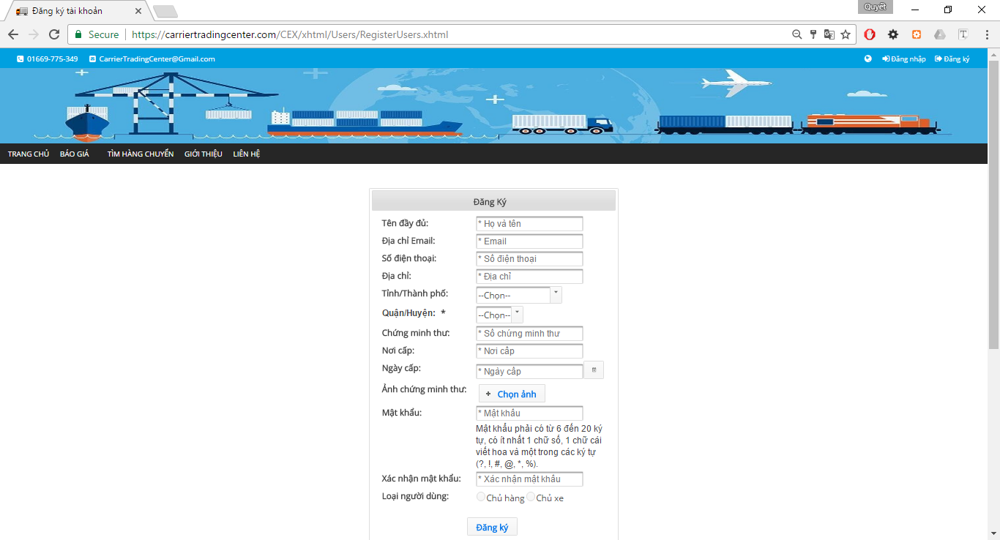 Đăng ký tài khoản
Quyết
Secure https://carriertradingcenter.com/CEX/xhtml/Users/RegisterUsers.xhtml
01669-775-349 CarrierTradingCenter@Gmail.com Đăng nhập Đăng ký
TRANG CHỦ BÁO GIÁ TÌM HÀNG CHUYỂN GIỚI THIỆU LIÊN HỆ
Đăng Ký
Tên đầy đủ: * Họ và tên
Địa chỉ Email: * Email
Số điện thoại: * Số điện thoại
Địa chỉ: * Địa chỉ
Tỉnh/Thành phố: --Chọn--
Quận/Huyện: * --Chọn--
Chứng minh thư: * Số chứng minh thư
Nơi cấp: * Nơi cấp
Ngày cấp: * Ngày cấp
Ảnh chứng minh thư: + Chọn ảnh
Mật khẩu: * Mật khẩu
Mật khẩu phải có từ 6 đến 20 ký
tự, có ít nhất 1 chữ số, 1 chữ cái
viết hoa và một trong các ký tự
(?, !, #, @, *, %).
Xác nhận mật khẩu: * Xác nhận mật khẩu
Loại người dùng: Chủ hàng Chủ xe
Đăng ký